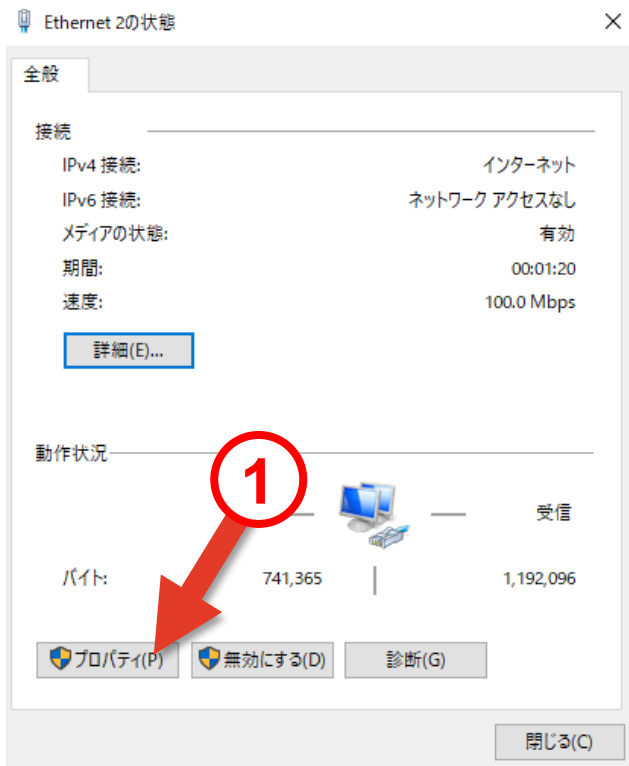 Ethernet 2の状態
全般
接続
IPv4 接続: インターネット
IPv6 接続: ネットワーク アクセスなし
メディアの状態: 有効
期間: 00:01:20
速度: 100.0 Mbps
詳細(E)...
動作状況
1
受信
バイト: 741,365 1,192,096
プロパティ(P) 無効にする(D) 診断(G)
閉じる(C)